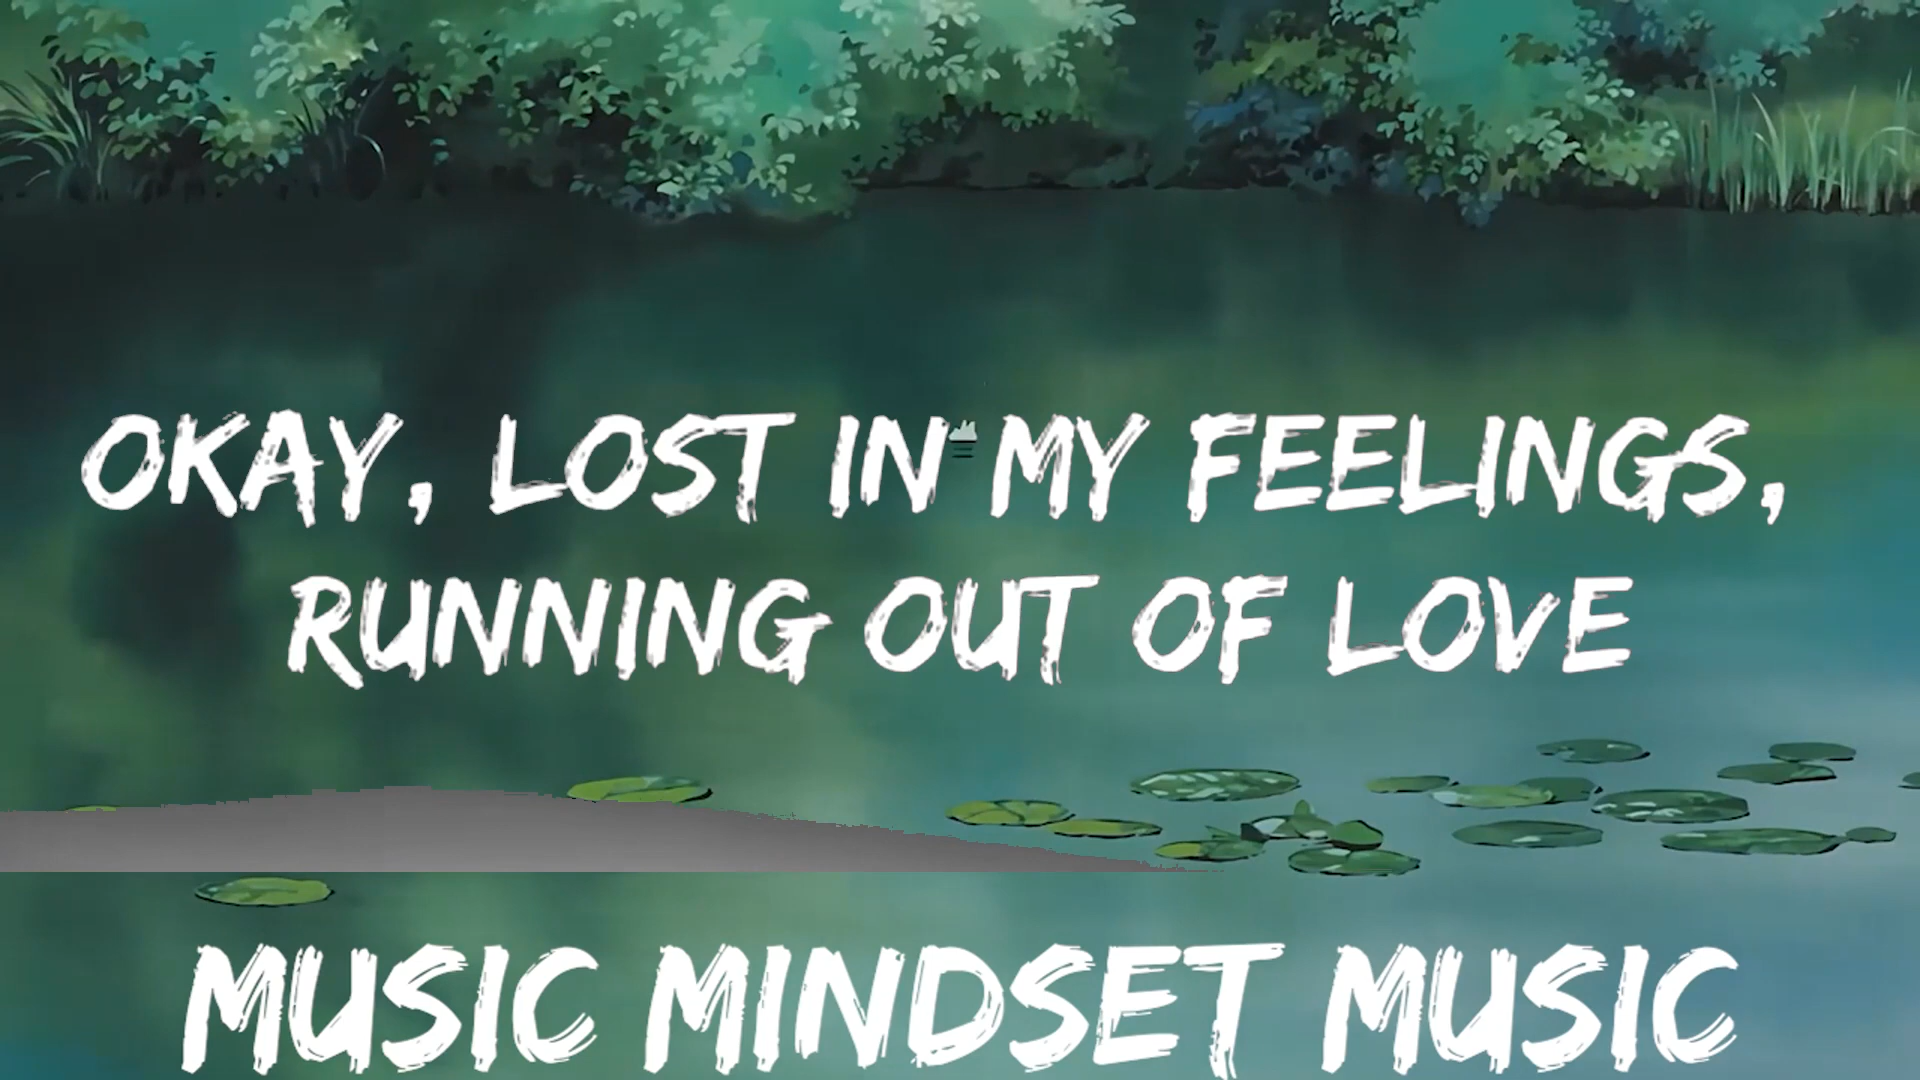 OKAY, LOST IN MY FEELINGS,
RUNNING OUT OF LOVE
MUSIC MINDSET MUSIC